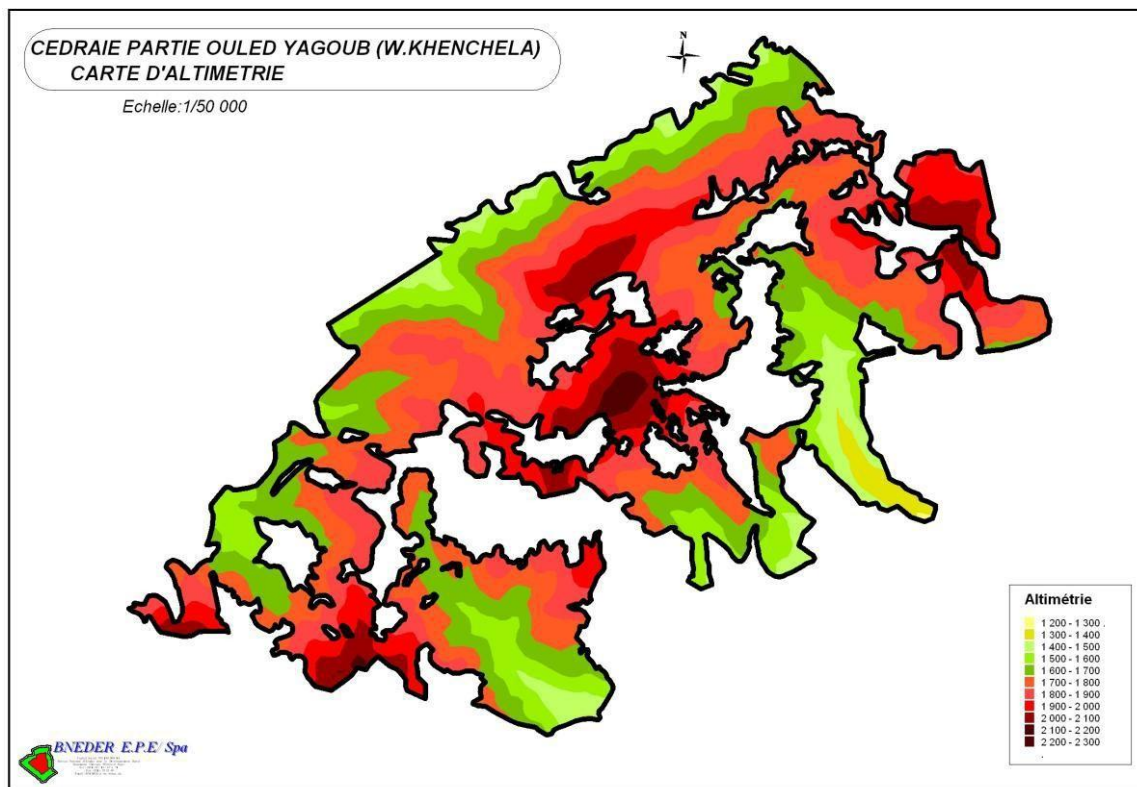 CEDRAIE PARTIE OULED YAGOUB (W.KHENCHELA)
CARTE D'ALTIMETRIE
Echelle:1/50 000
N
Altimétrie
1 200 - 1 300 .
1 300 - 1 400
1 400 - 1 500
1 500 - 1 600
1 600 - 1 700
1 700 - 1 800
1 800 - 1 900
1 900 - 2 000
2 000 - 2 100
2 100 - 2 200
2 200 - 2 300
.
BNEDER E.P.E/ Spa